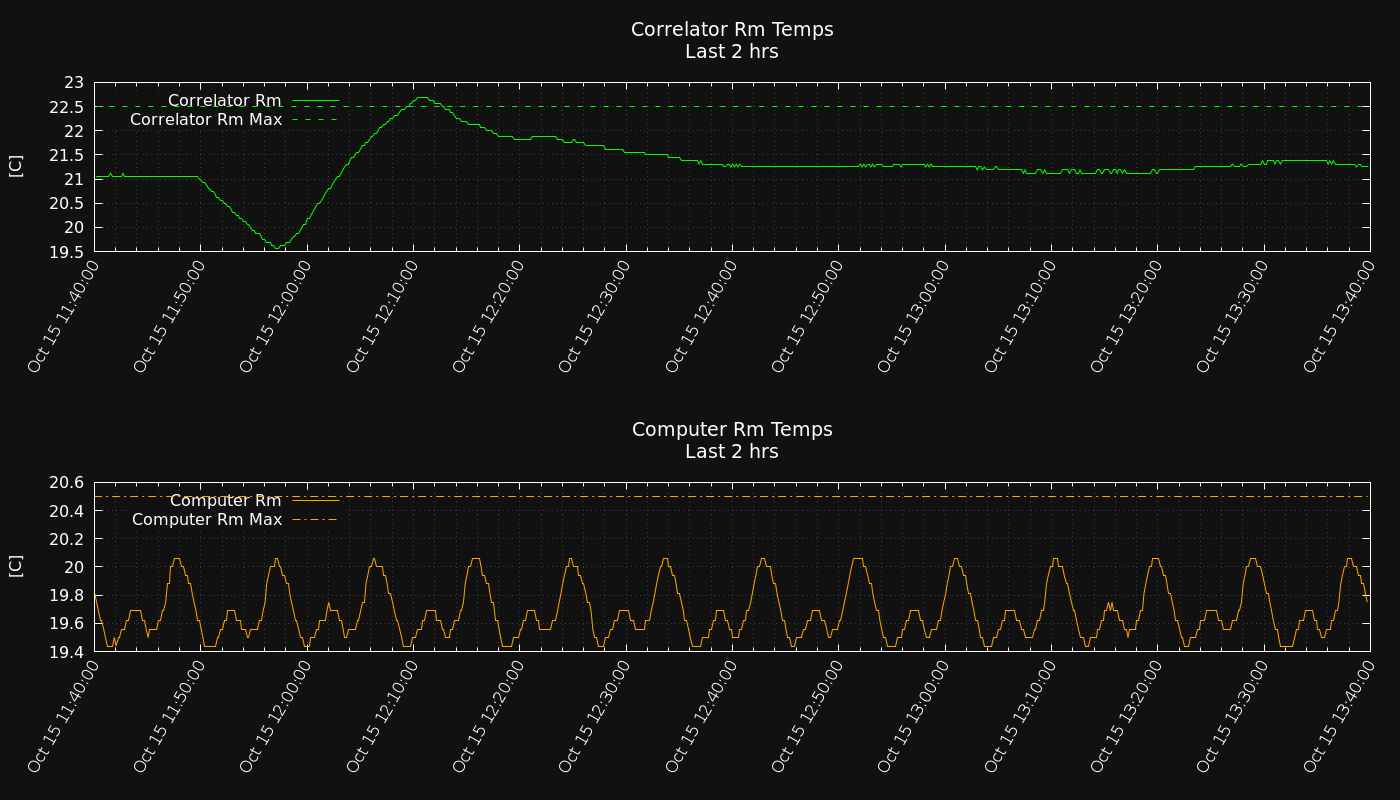 Correlator Rm Temps
Last 2 hrs
23
22.5
22
21.5
21
20.5
20
19.5
[C]
Correlator Rm
Correlator Rm Max
Oct 15 11:40:00
Oct 15 11:50:00
Oct 15 12:00:00
Oct 15 12:10:00
Oct 15 12:20:00
Oct 15 12:30:00
Oct 15 12:40:00
Oct 15 12:50:00
Oct 15 13:00:00
Oct 15 13:10:00
Oct 15 13:20:00
Oct 15 13:30:00
Oct 15 13:40:00
Computer Rm Temps
Last 2 hrs
20.6
20.4
20.2
20
19.8
19.6
19.4
[C]
Computer Rm
Computer Rm Max
Oct 15 11:40:00
Oct 15 11:50:00
Oct 15 12:00:00
Oct 15 12:10:00
Oct 15 12:20:00
Oct 15 12:30:00
Oct 15 12:40:00
Oct 15 12:50:00
Oct 15 13:00:00
Oct 15 13:10:00
Oct 15 13:20:00
Oct 15 13:30:00
Oct 15 13:40:00